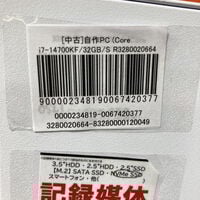 [中古]自作PC(Core
i7-14700KF/32GB/S R3280020664
900002348190067420377
0000234819-0067420377
3280020664-83280000120049
3.5"HDD・2.5"HDD・2.5"SSD
[M.2] SATA SSD・NVMe SSD
スマートフォン・他(
記録媒体